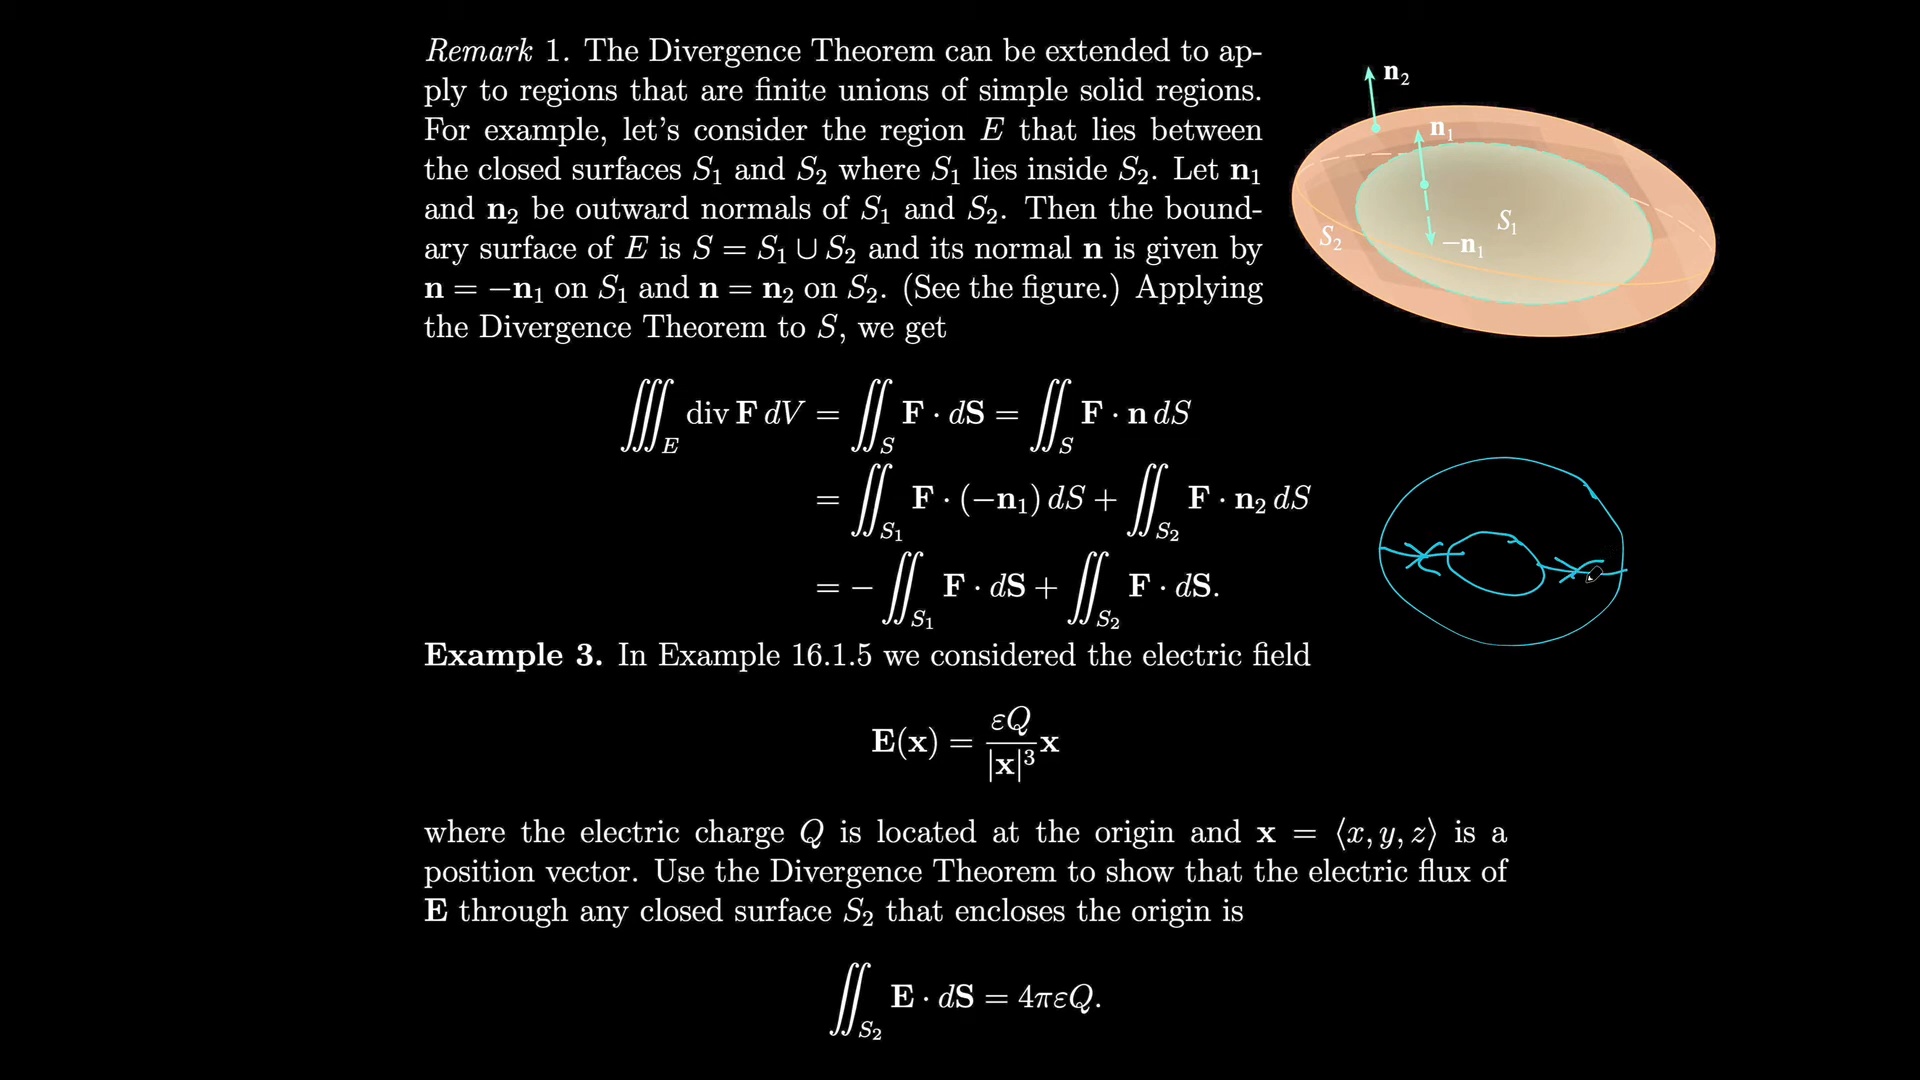 Remark 1. The Divergence Theorem can be extended to ap-
ply to regions that are finite unions of simple solid regions.
For example, let's consider the region E that lies between
the closed surfaces S₁ and S₂ where S₁ lies inside S₂. Let n₁
and n₂ be outward normals of S₁ and S₂. Then the bound-
ary surface of E is S = S₁ ∪ S₂ and its normal n is given by
n = −n₁ on S₁ and n = n₂ on S₂. (See the figure.) Applying
the Divergence Theorem to S, we get
n₂
n₁
S₁
S₂
−n₁
∭_E div F dV = ∬_S F · dS = ∬_S F · n dS
= ∬_S₁ F · (−n₁) dS + ∬_S₂ F · n₂ dS
= − ∬_S₁ F · dS + ∬_S₂ F · dS.
Example 3. In Example 16.1.5 we considered the electric field
E(x) = εQ/|x|³ x
where the electric charge Q is located at the origin and x = ⟨x, y, z⟩ is a
position vector. Use the Divergence Theorem to show that the electric flux of
E through any closed surface S₂ that encloses the origin is
∬_S₂ E · dS = 4πεQ.